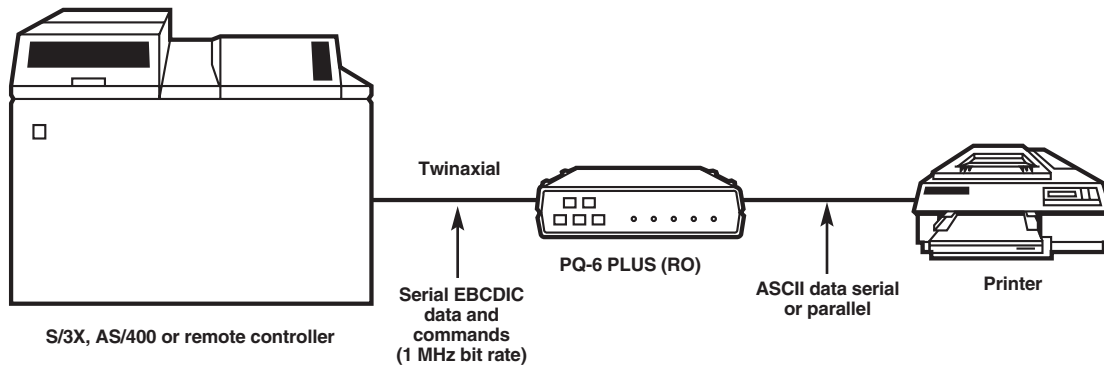 Twinaxial
PQ-6 PLUS (RO)
Serial EBCDIC
data and
commands
(1 MHz bit rate)
ASCII data serial
or parallel
Printer
S/3X, AS/400 or remote controller